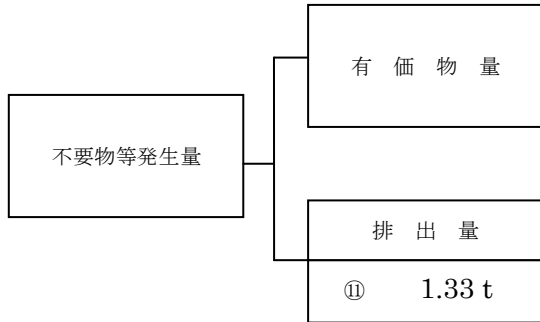 有 価 物 量
不要物等発生量
排 出 量
⑪ 1.33 t